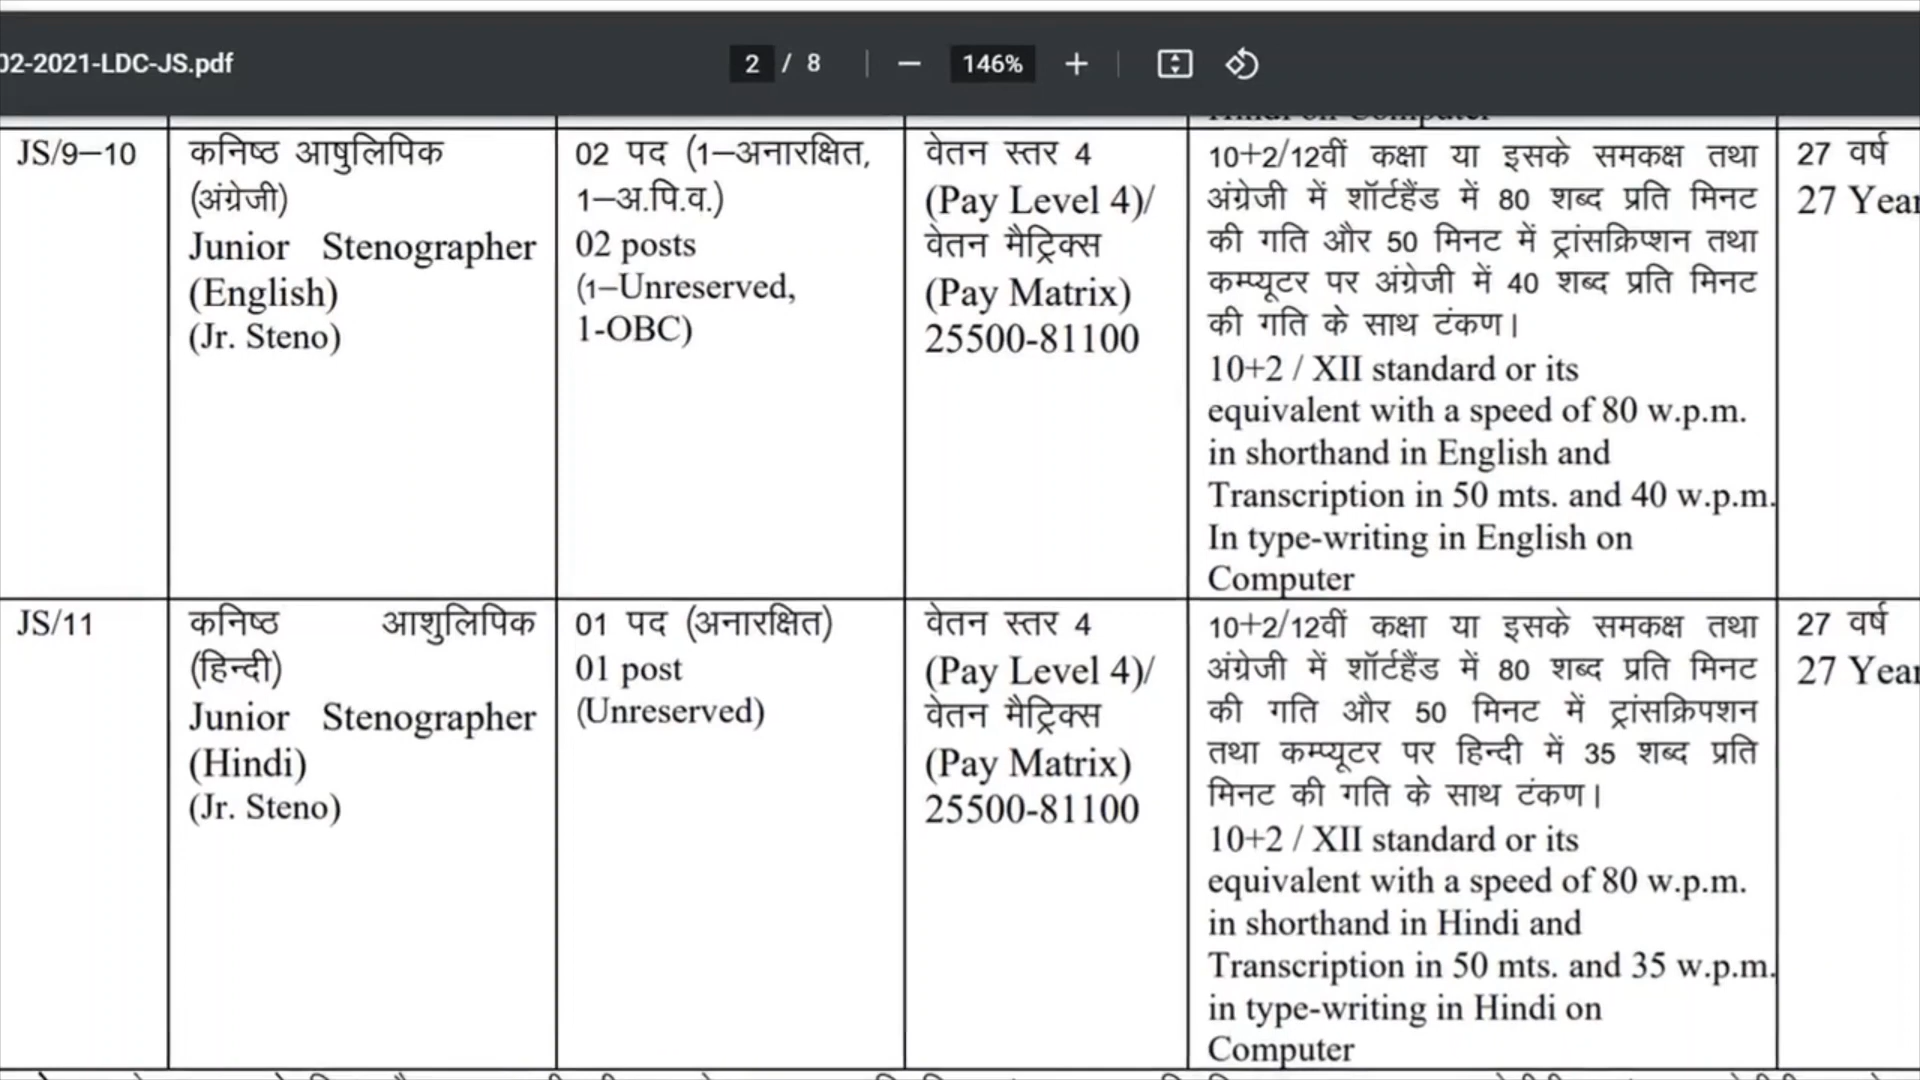 02-2021-LDC-JS.pdf
2 / 8
146%
JS/9–10
कनिष्ठ आषुलिपिक
(अंग्रेजी)
Junior Stenographer
(English)
(Jr. Steno)
02 पद (1–अनारक्षित,
1–अ.पि.व.)
02 posts
(1–Unreserved,
1-OBC)
वेतन स्तर 4
(Pay Level 4)/
वेतन मैट्रिक्स
(Pay Matrix)
25500-81100
10+2/12वीं कक्षा या इसके समकक्ष तथा
अंग्रेजी में शॉर्टहैंड में 80 शब्द प्रति मिनट
की गति और 50 मिनट में ट्रांसक्रिप्शन तथा
कम्प्यूटर पर अंग्रेजी में 40 शब्द प्रति मिनट
की गति के साथ टंकण।
10+2 / XII standard or its
equivalent with a speed of 80 w.p.m.
in shorthand in English and
Transcription in 50 mts. and 40 w.p.m.
In type-writing in English on
Computer
27 वर्ष
27 Year
JS/11
कनिष्ठ आशुलिपिक
(हिन्दी)
Junior Stenographer
(Hindi)
(Jr. Steno)
01 पद (अनारक्षित)
01 post
(Unreserved)
वेतन स्तर 4
(Pay Level 4)/
वेतन मैट्रिक्स
(Pay Matrix)
25500-81100
10+2/12वीं कक्षा या इसके समकक्ष तथा
अंग्रेजी में शॉर्टहैंड में 80 शब्द प्रति मिनट
की गति और 50 मिनट में ट्रांसक्रिपशन
तथा कम्प्यूटर पर हिन्दी में 35 शब्द प्रति
मिनट की गति के साथ टंकण।
10+2 / XII standard or its
equivalent with a speed of 80 w.p.m.
in shorthand in Hindi and
Transcription in 50 mts. and 35 w.p.m.
in type-writing in Hindi on
Computer
27 वर्ष
27 Year